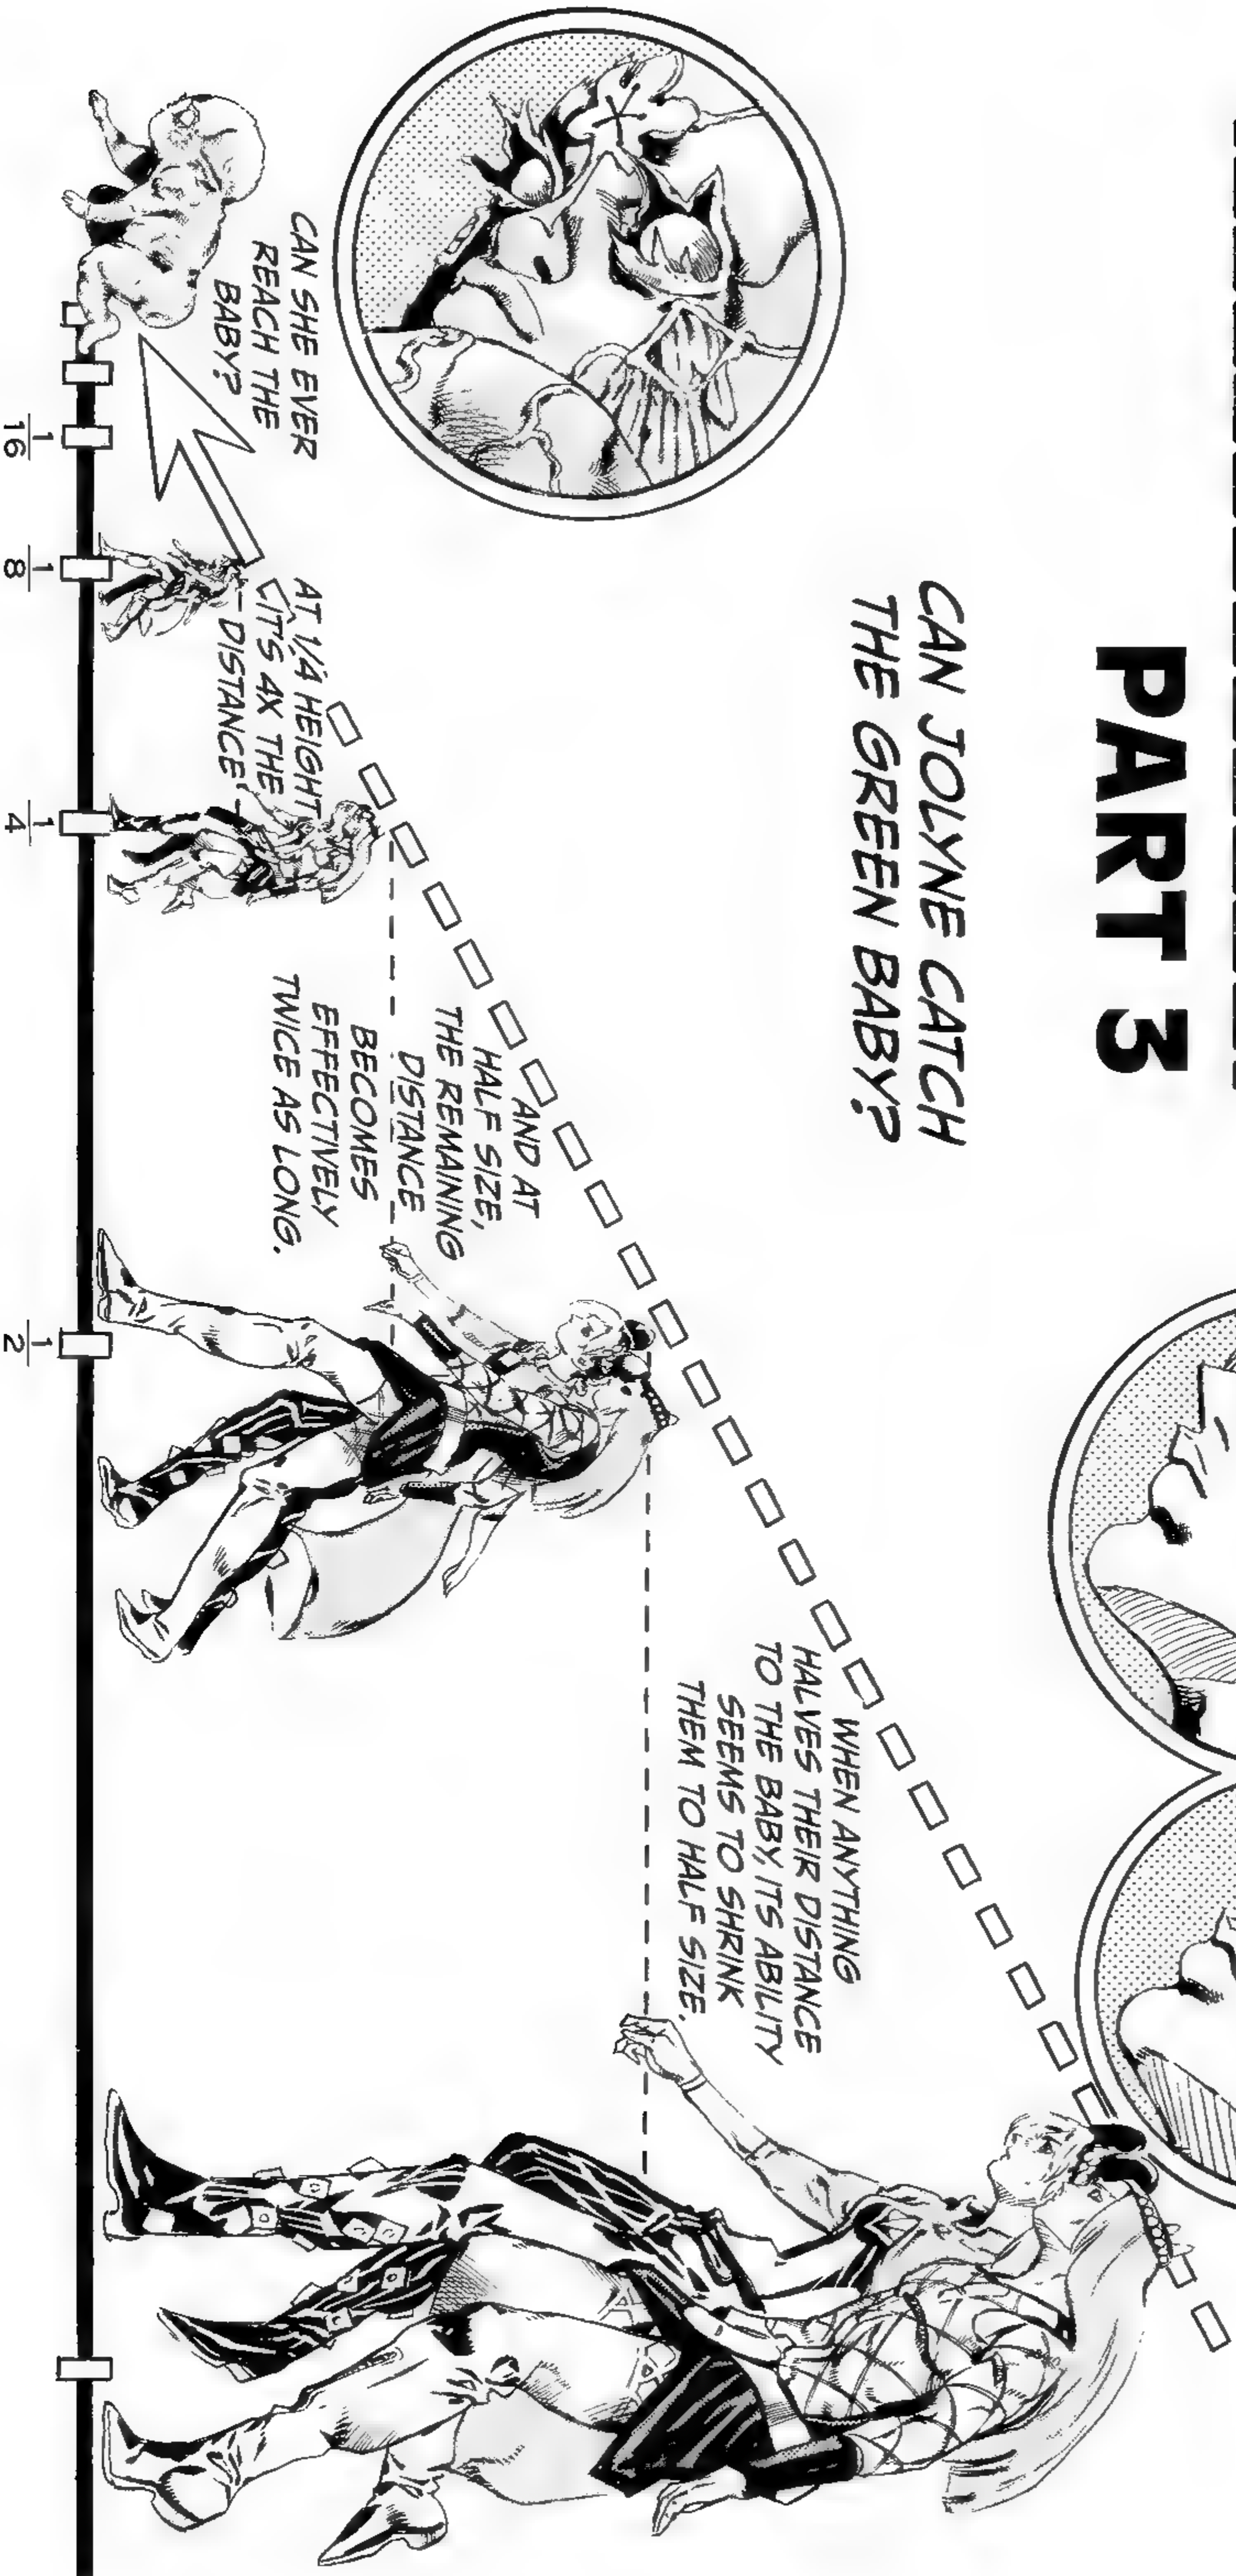 PART 3
CAN JOLYNE CATCH
THE GREEN BABY?
WHEN ANYTHING
HALVES THEIR DISTANCE
TO THE BABY, ITS ABILITY
SEEMS TO SHRINK
THEM TO HALF SIZE.
AND AT
HALF SIZE,
THE REMAINING
DISTANCE
BECOMES
EFFECTIVELY
TWICE AS LONG.
AT 1/4 HEIGHT
IT'S 4X THE
DISTANCE.
CAN SHE EVER
REACH THE
BABY?
1/16 1/8 1/4 1/2